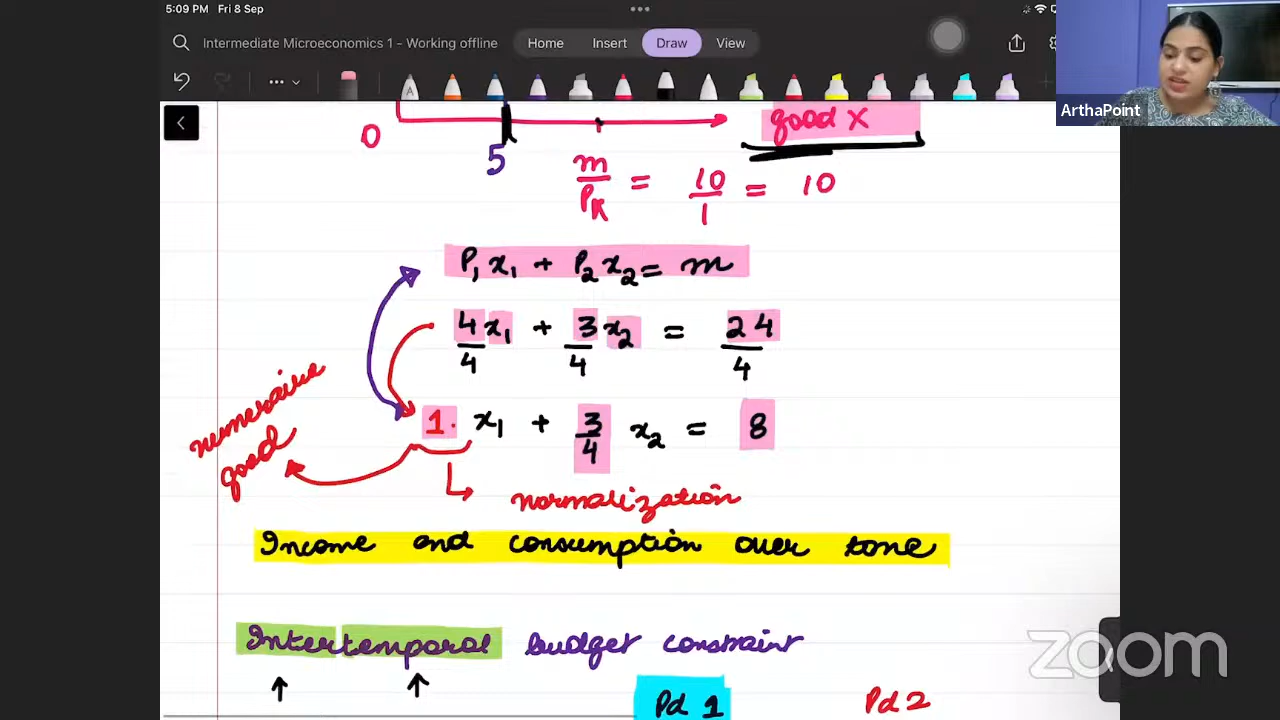 5:09 PM Fri 8 Sep
Intermediate Microeconomics 1 - Working offline Home Insert Draw View
ArthaPoint
0
5
good X
m/Px = 10/1 = 10
P1x1 + P2x2 = m
4x1/4 + 3x2/4 = 24/4
1. x1 + 3/4 x2 = 8
numeraire
good
normalization
Income and consumption over tome
Intertemporal budget constraint
Pd 1 Pd 2
zoom